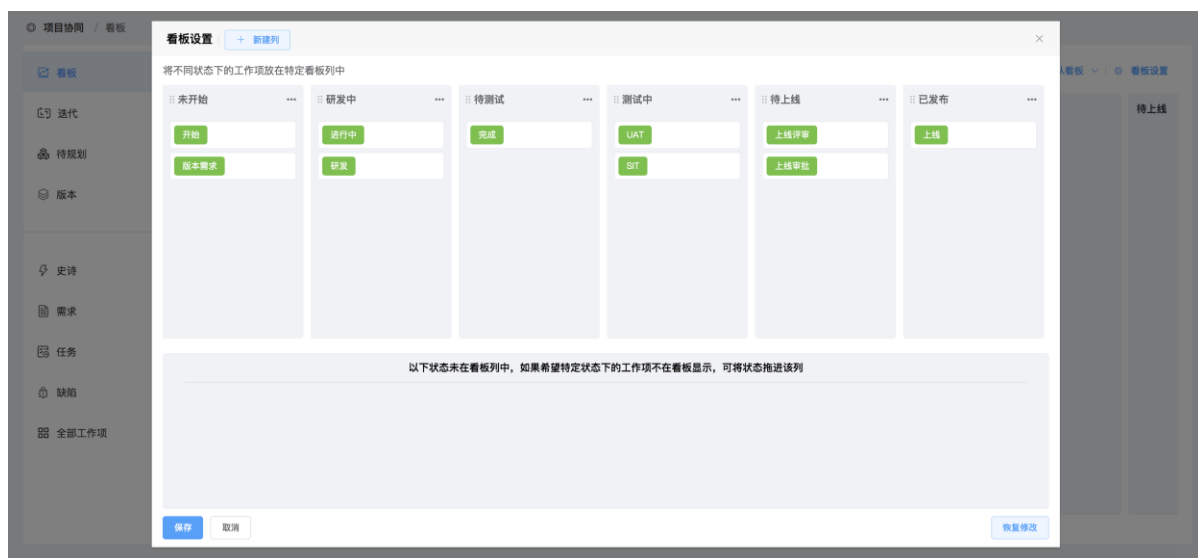 项目协同 / 看板
看板设置 + 新建列
将不同状态下的工作项放在特定看板列中
看板
迭代
待规划
版本
史诗
需求
任务
缺陷
全部工作项
未开始 ...
开始
版本需求
研发中 ...
进行中
研发
待测试 ...
完成
测试中 ...
UAT
SIT
待上线 ...
上线评审
上线审批
已发布 ...
上线
人看板
看板设置
待上线
以下状态未在看板列中，如果希望特定状态下的工作项不在看板显示，可将状态拖进该列
保存
取消
恢复修改